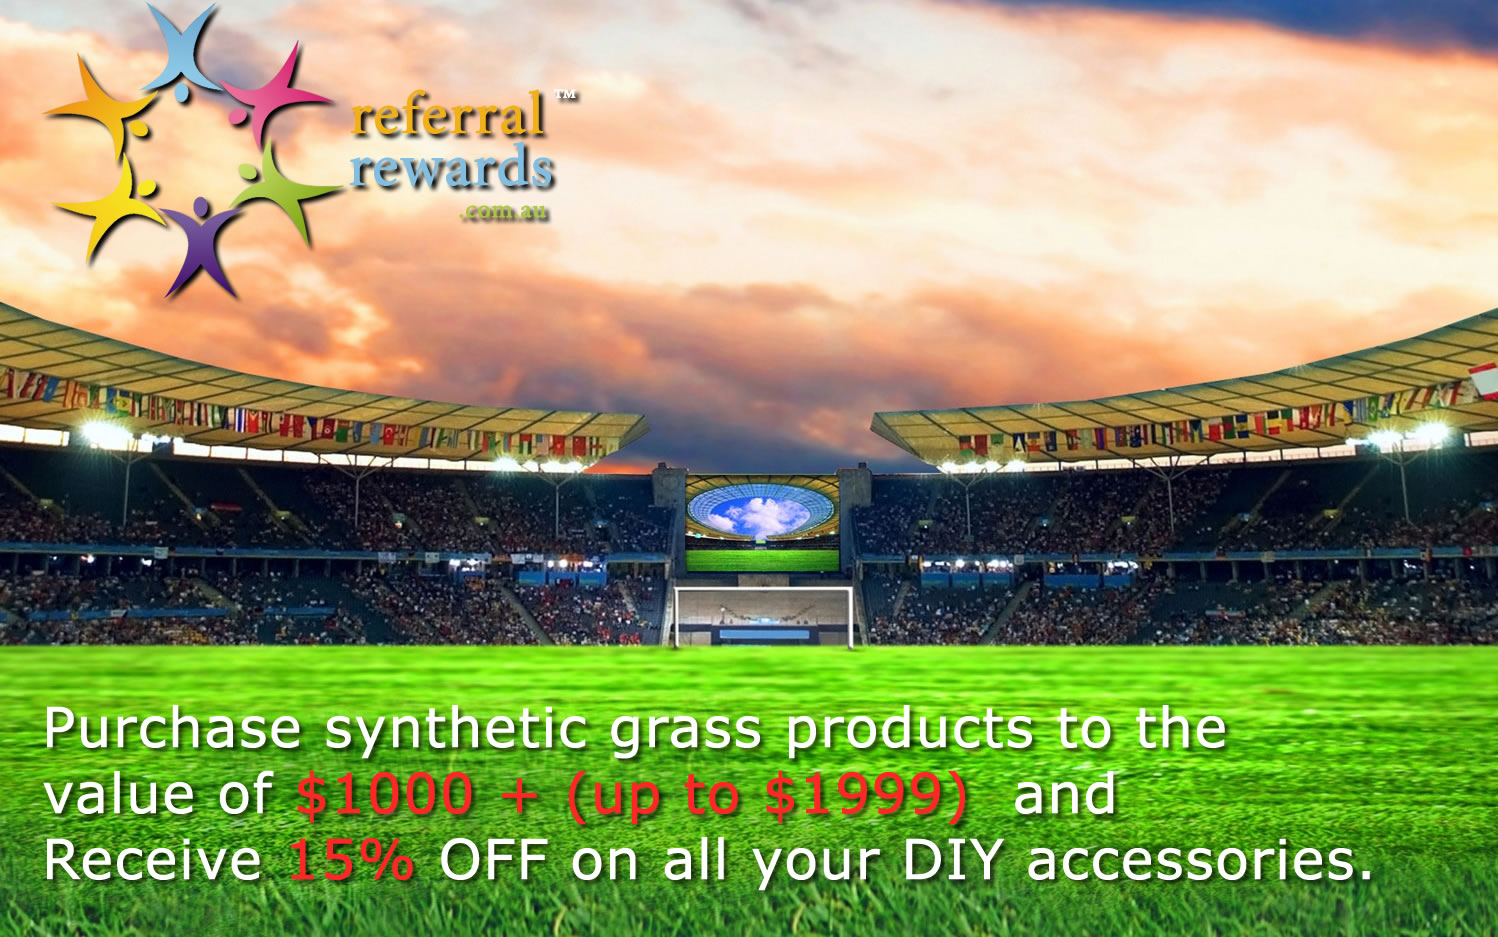 referral ™
rewards
.com.au
Purchase synthetic grass products to the
value of $1000 + (up to $1999) and
Receive 15% OFF on all your DIY accessories.